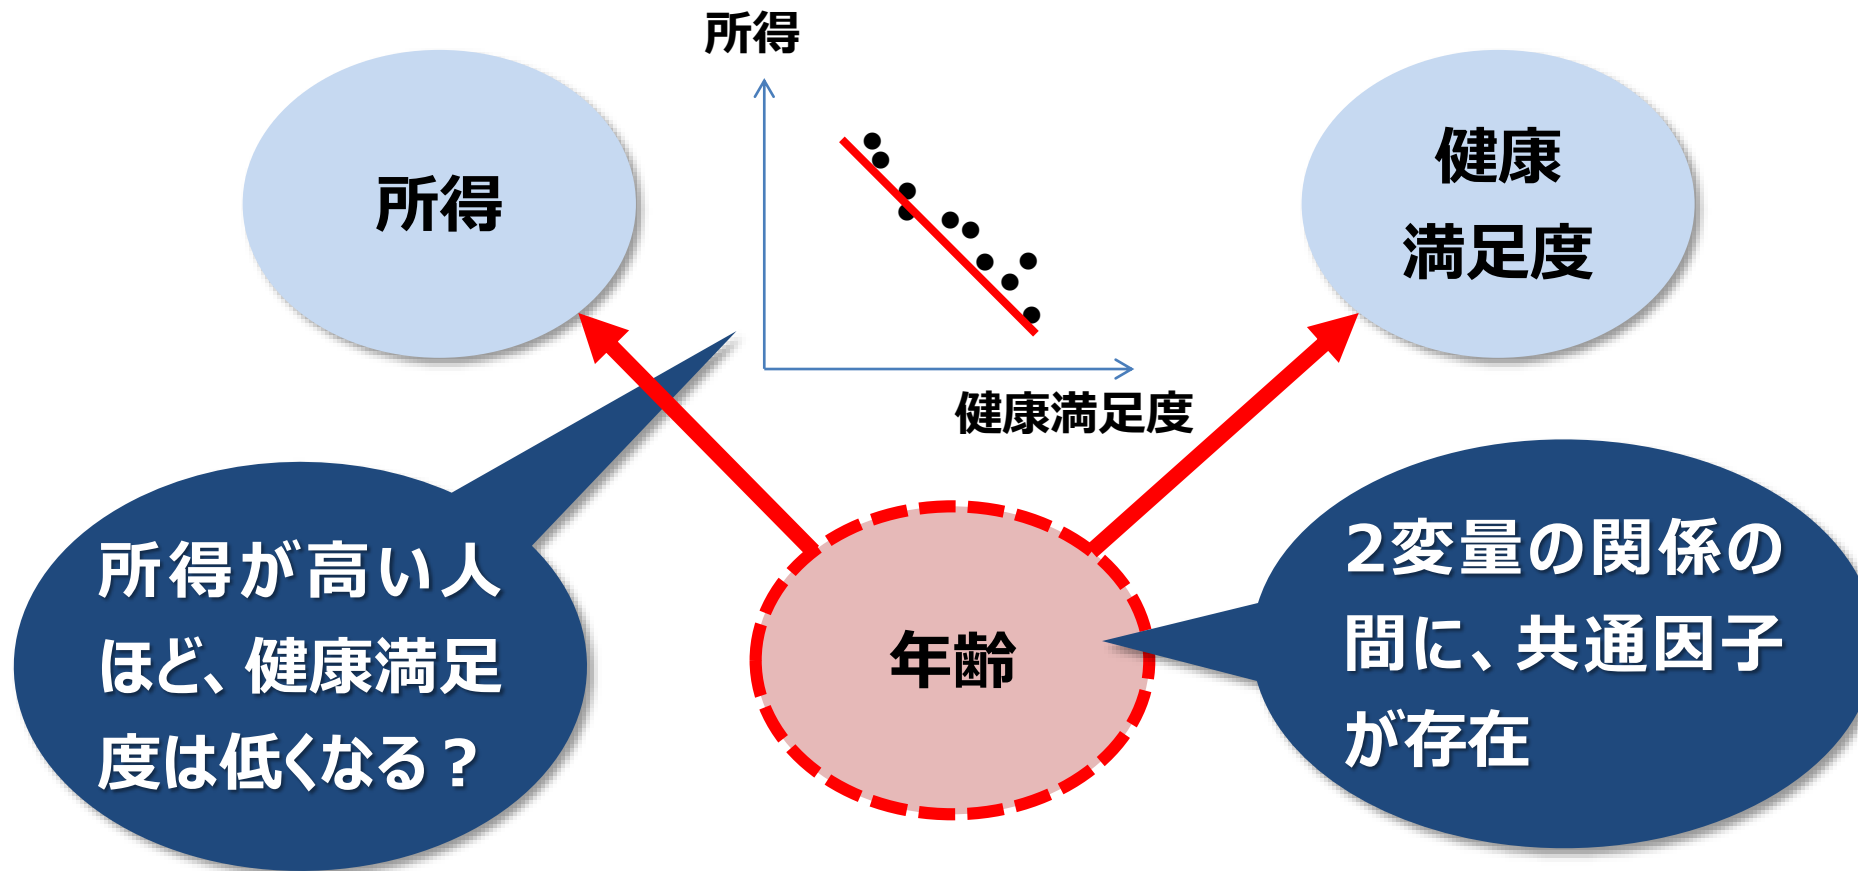 所得
所得
健康
満足度
健康満足度
所得が高い人
ほど、健康満足
度は低くなる？
年齢
2変量の関係の
間に、共通因子
が存在